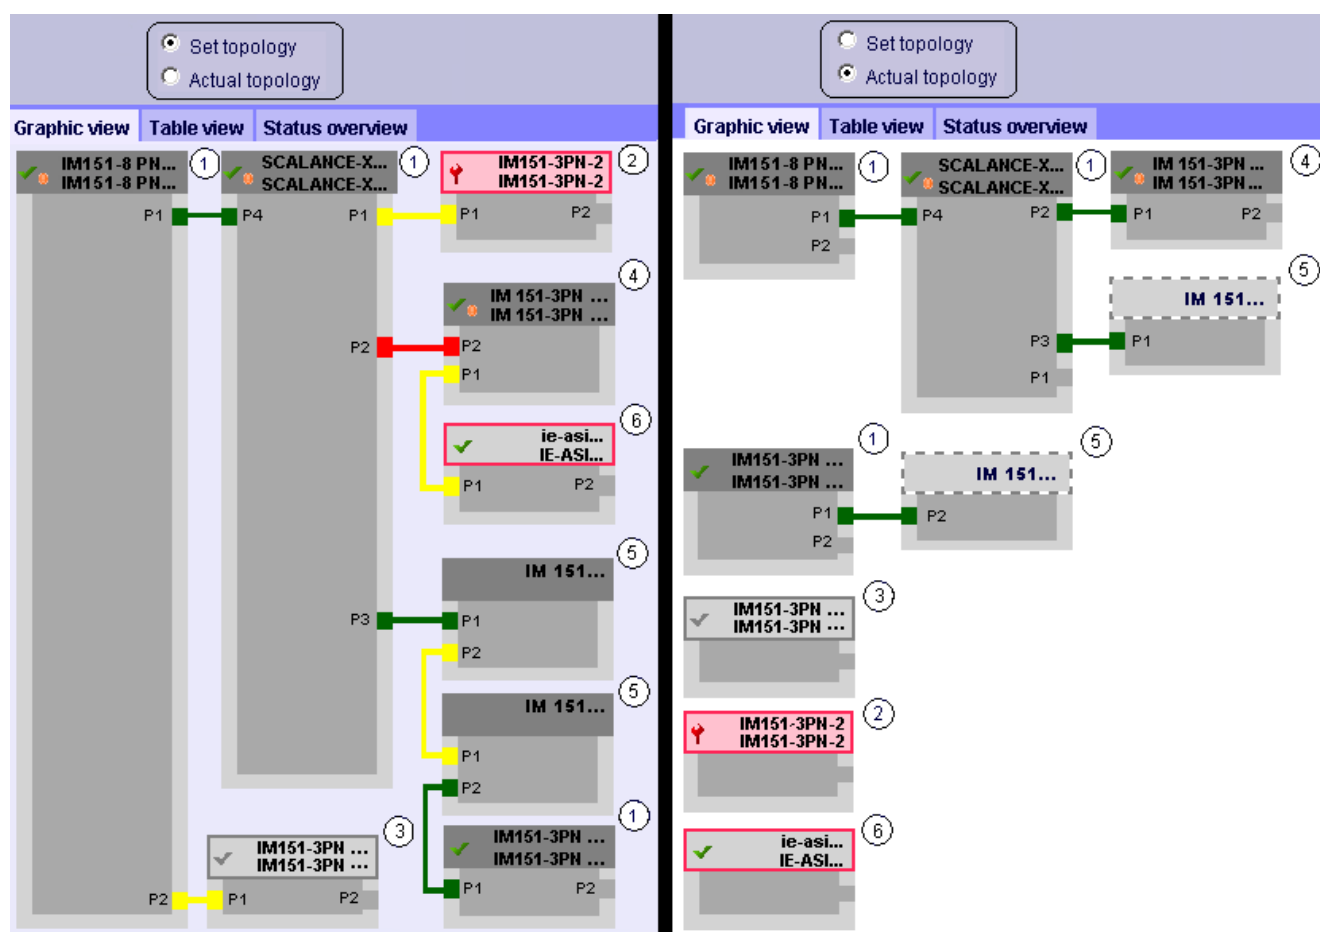 Set topology
Actual topology
Graphic view Table view Status overview
IM151-8 PN... 1 SCALANCE-X... 1 IM151-3PN-2 2
IM151-8 PN... SCALANCE-X... IM151-3PN-2
P1 P4 P1 P1 P2
4
IM 151-3PN ...
IM 151-3PN ...
P2 P2
P1
6
ie-asi...
IE-ASI...
P1 P2
5
IM 151...
P3 P1
P2
5
IM 151...
P1
P2
1
3 IM151-3PN ...
IM151-3PN ... IM151-3PN ...
IM151-3PN ...
P1 P2
P2 P1 P2
Set topology
Actual topology
Graphic view Table view Status overview
IM151-8 PN... 1 SCALANCE-X... 1 IM 151-3PN ... 4
IM151-8 PN... SCALANCE-X... IM 151-3PN ...
P1 P4 P2 P1 P2
P2
5
IM 151...
P3 P1
P1
1 5
IM151-3PN ... IM 151...
IM151-3PN ...
P1 P2
P2
3
IM151-3PN ...
IM151-3PN ...
2
IM151-3PN-2
IM151-3PN-2
6
ie-asi...
IE-ASI...